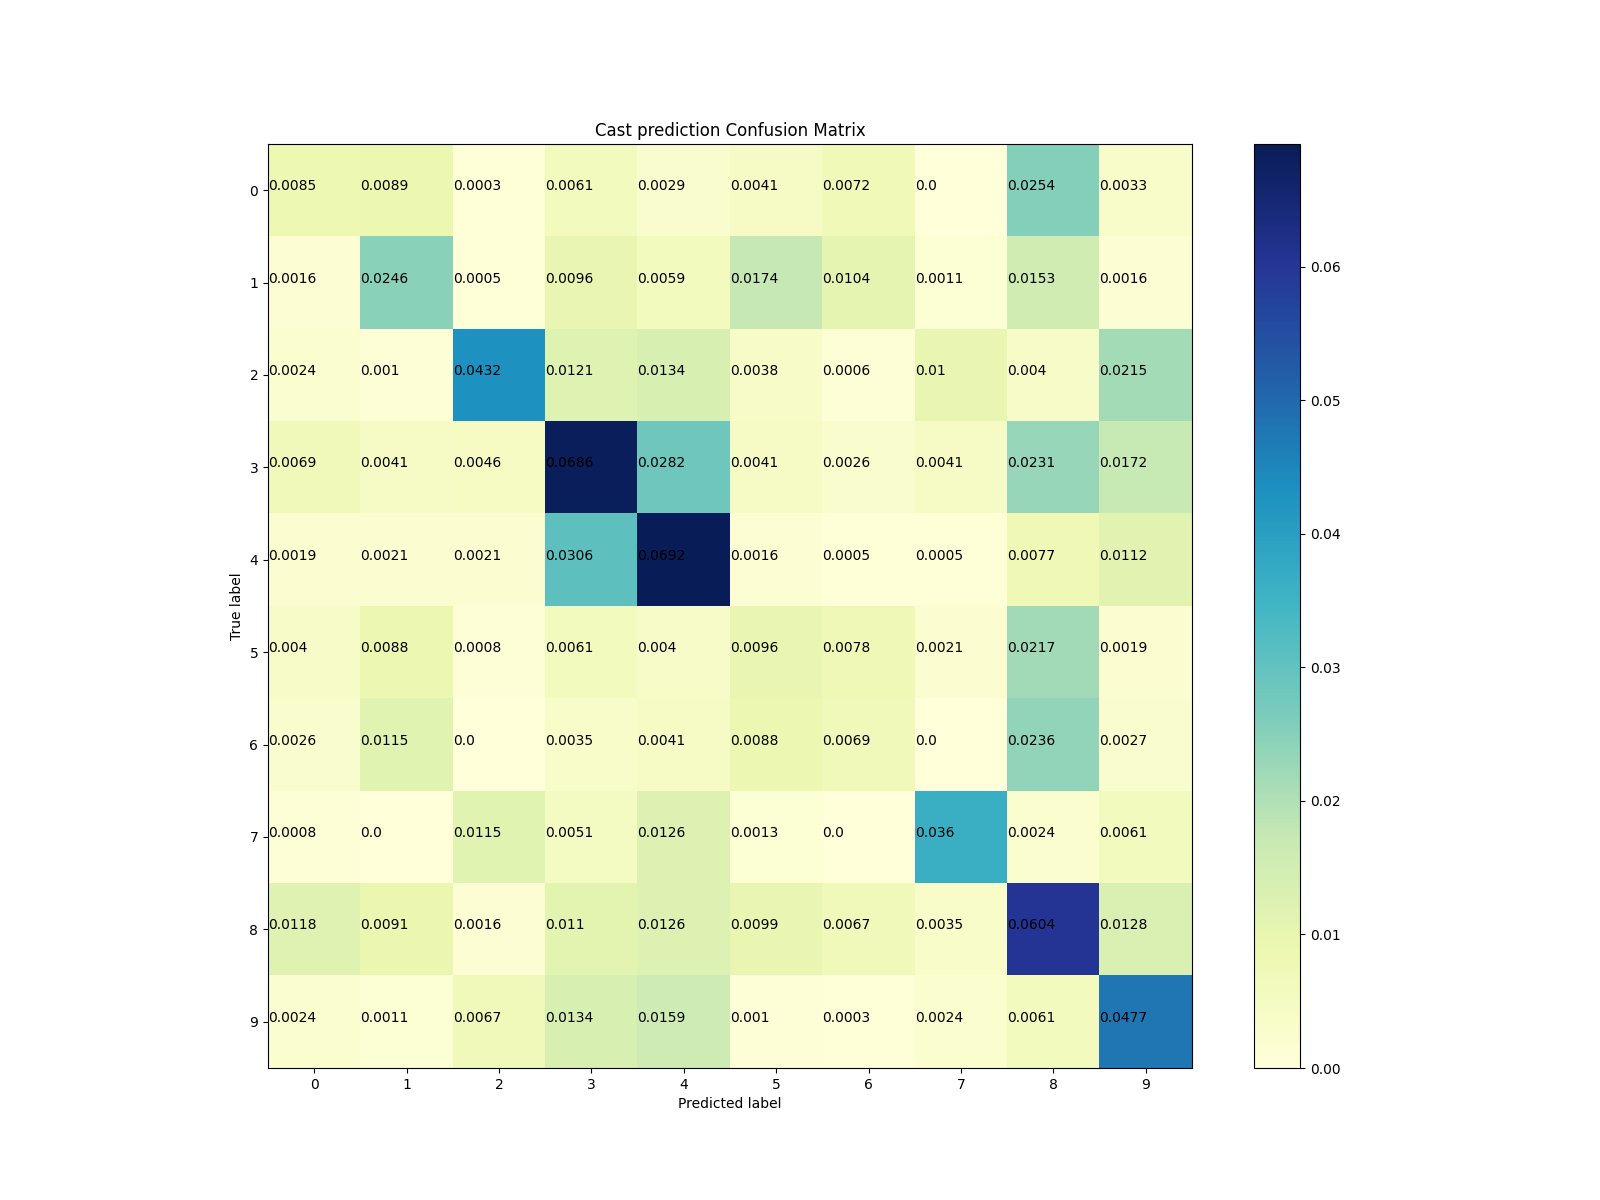 Cast prediction Confusion Matrix
0 0.0085 0.0089 0.0003 0.0061 0.0029 0.0041 0.0072 0.0 0.0254 0.0033
1 0.0016 0.0246 0.0005 0.0096 0.0059 0.0174 0.0104 0.0011 0.0153 0.0016
0.06
2 0.0024 0.001 0.0432 0.0121 0.0134 0.0038 0.0006 0.01 0.004 0.0215
0.05
3 0.0069 0.0041 0.0046 0.0686 0.0282 0.0041 0.0026 0.0041 0.0231 0.0172
0.04
4 0.0019 0.0021 0.0021 0.0306 0.0692 0.0016 0.0005 0.0005 0.0077 0.0112
True label
5 0.004 0.0088 0.0008 0.0061 0.004 0.0096 0.0078 0.0021 0.0217 0.0019
0.03
6 0.0026 0.0115 0.0 0.0035 0.0041 0.0088 0.0069 0.0 0.0236 0.0027
0.02
7 0.0008 0.0 0.0115 0.0051 0.0126 0.0013 0.0 0.036 0.0024 0.0061
8 0.0118 0.0091 0.0016 0.011 0.0126 0.0099 0.0067 0.0035 0.0604 0.0128
0.01
9 0.0024 0.0011 0.0067 0.0134 0.0159 0.001 0.0003 0.0024 0.0061 0.0477
0.00
0 1 2 3 4 5 6 7 8 9
Predicted label